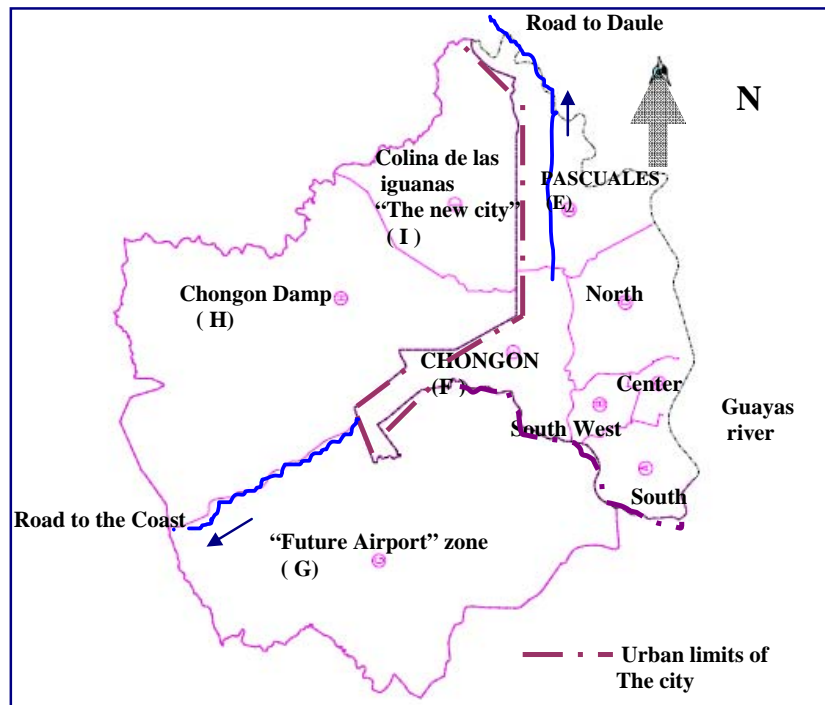 Road to Daule
N
Colina de las
iguanas
“The new city”
( I )
PASCUALES
(E)
Chongon Damp
( H)
North
CHONGON
(F )
Center
Guayas
river
South West
South
Road to the Coast
“Future Airport” zone
( G)
Urban limits of
The city